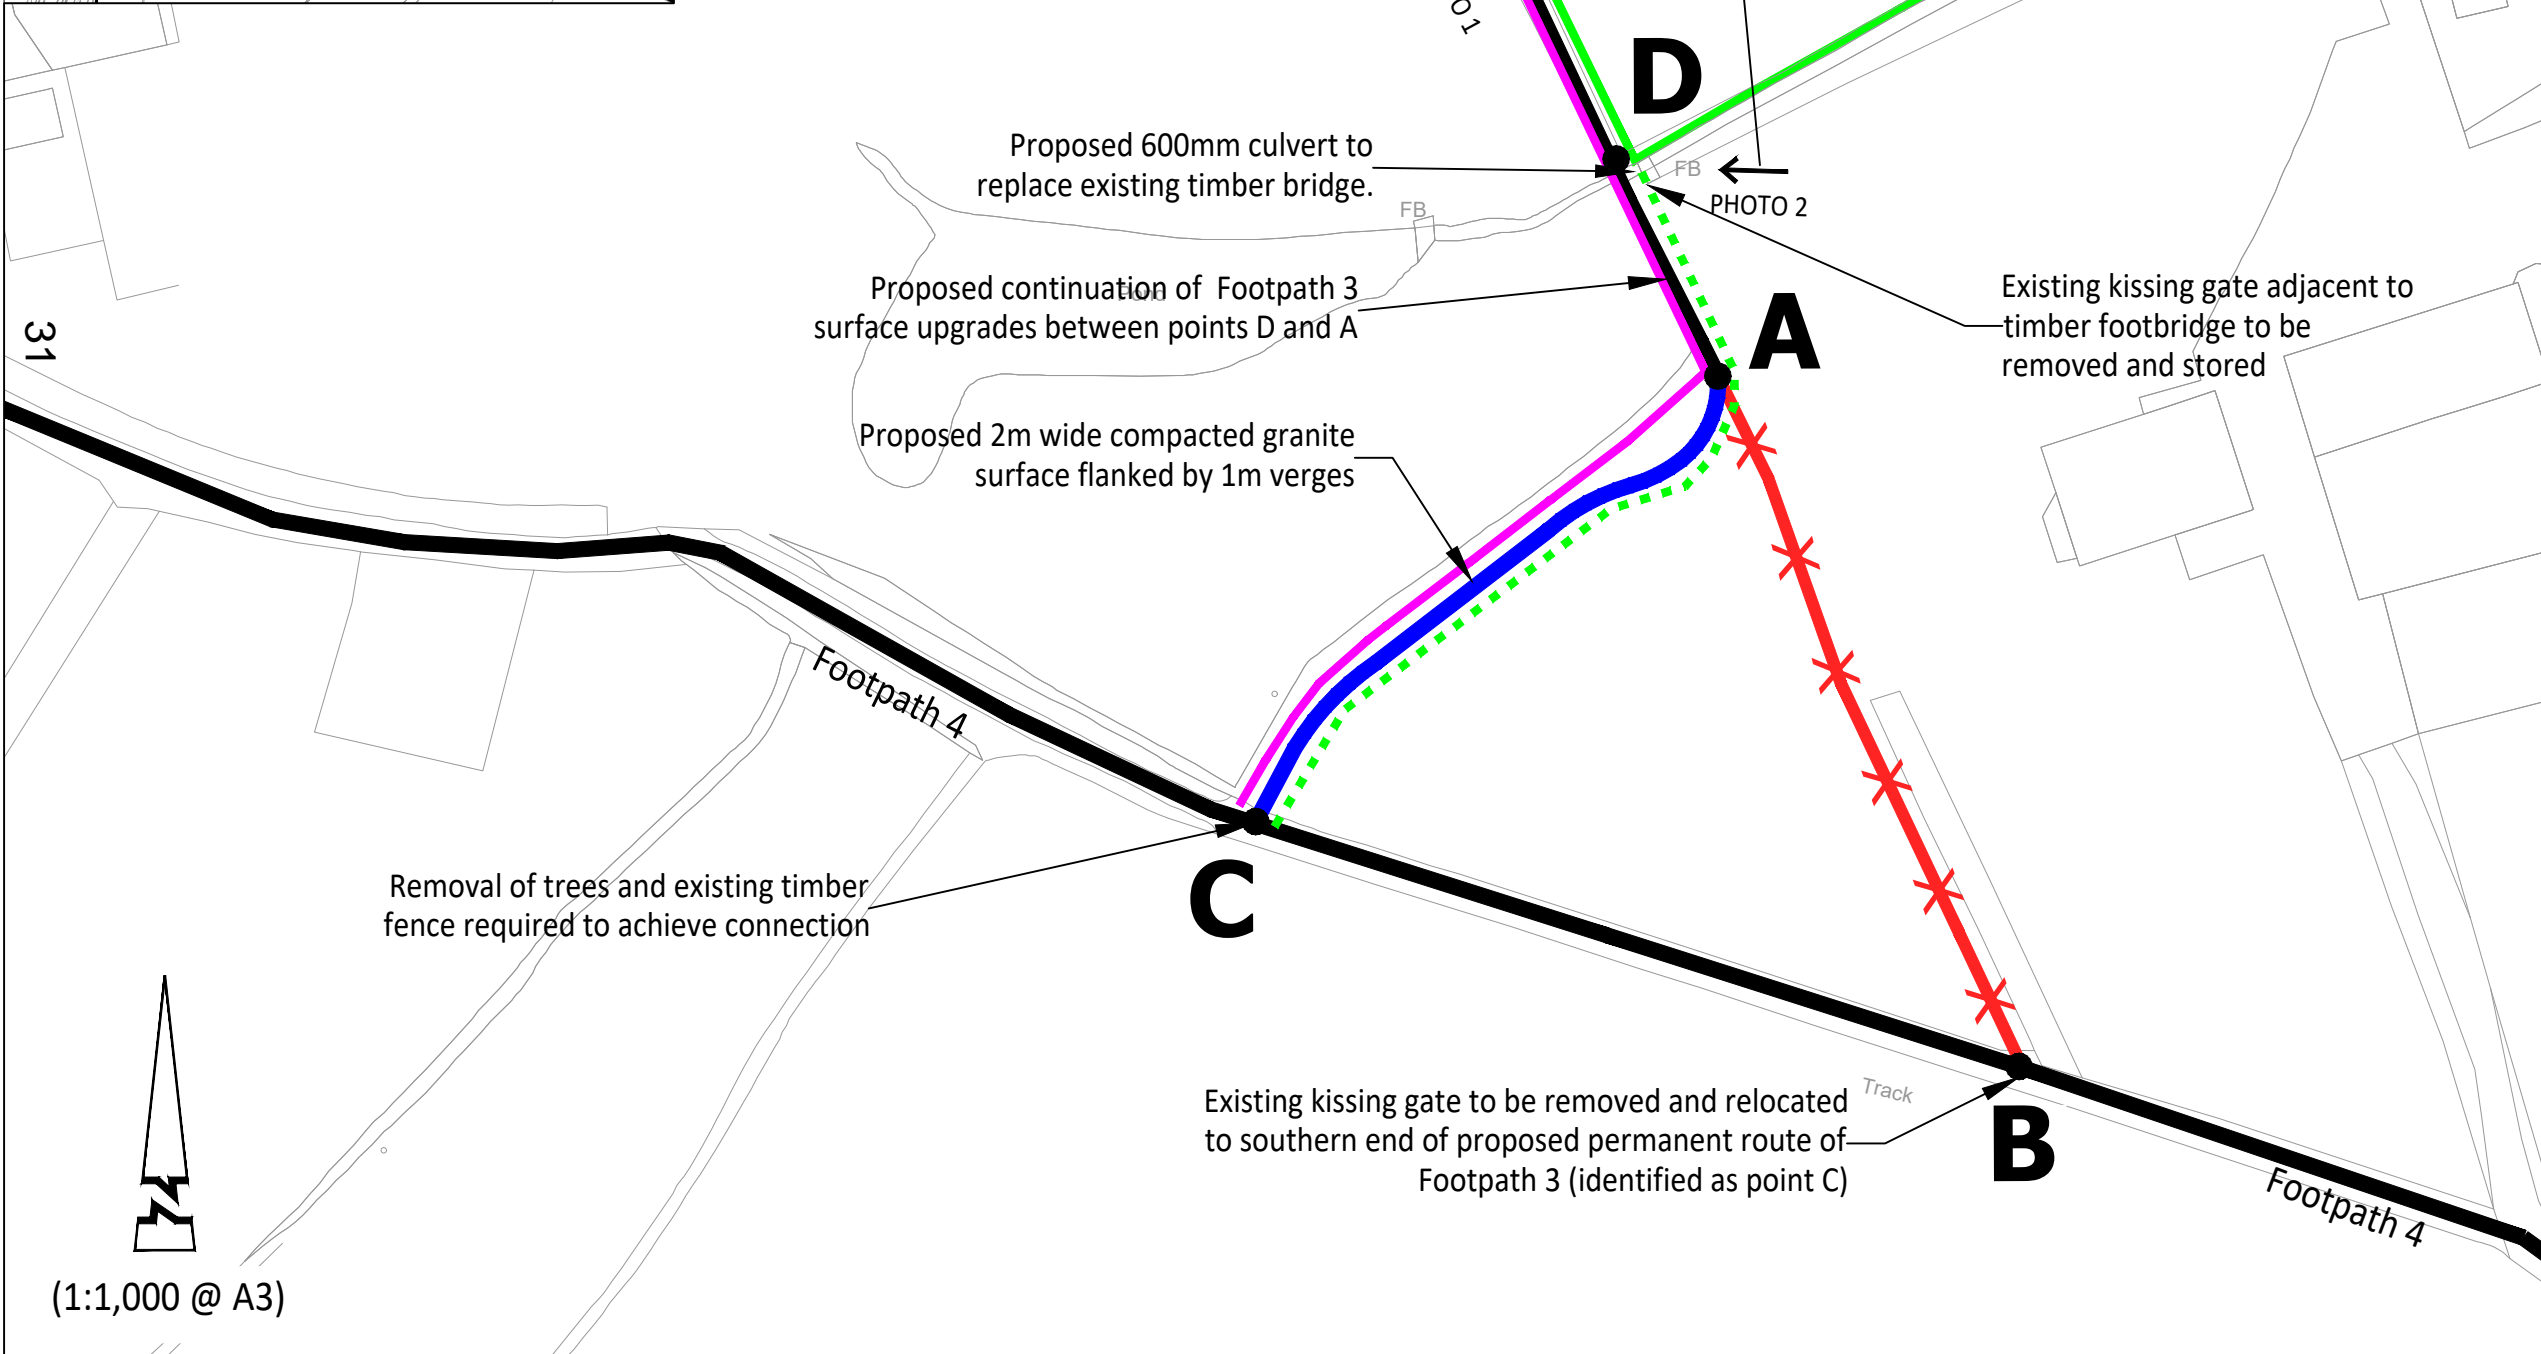 01
D
Proposed 600mm culvert to
replace existing timber bridge.
FB
PHOTO 2
FB
Proposed continuation of Footpath 3
surface upgrades between points D and A
Pond
Existing kissing gate adjacent to
timber footbridge to be
removed and stored
A
31
Proposed 2m wide compacted granite
surface flanked by 1m verges
Footpath 4
Removal of trees and existing timber
fence required to achieve connection
C
Existing kissing gate to be removed and relocated
to southern end of proposed permanent route of
Footpath 3 (identified as point C)
Track
B
Footpath 4
N
(1:1,000 @ A3)